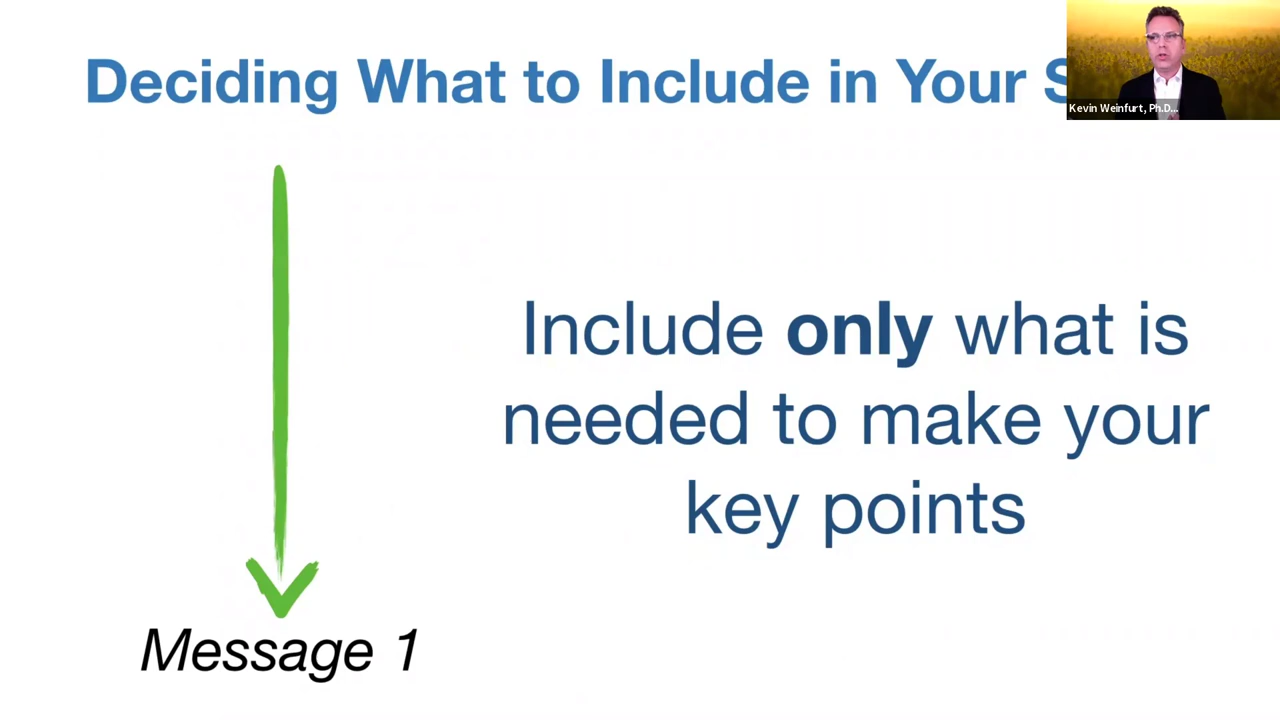 Deciding What to Include in Your
Kevin Weinfurt, Ph.D...
Include only what is
needed to make your
key points
Message 1